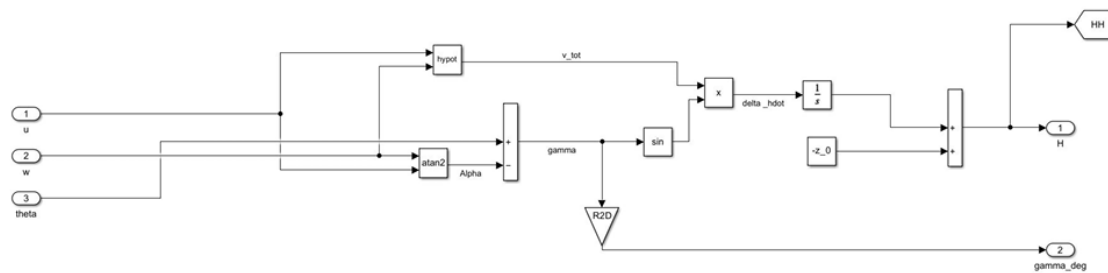 HH
hypot
v_tot
x
delta _hdot
1
s
1
u
+
-
gamma
sin
+
+
1
H
2
w
atan2
Alpha
-z_0
3
theta
R2D
2
gamma_deg